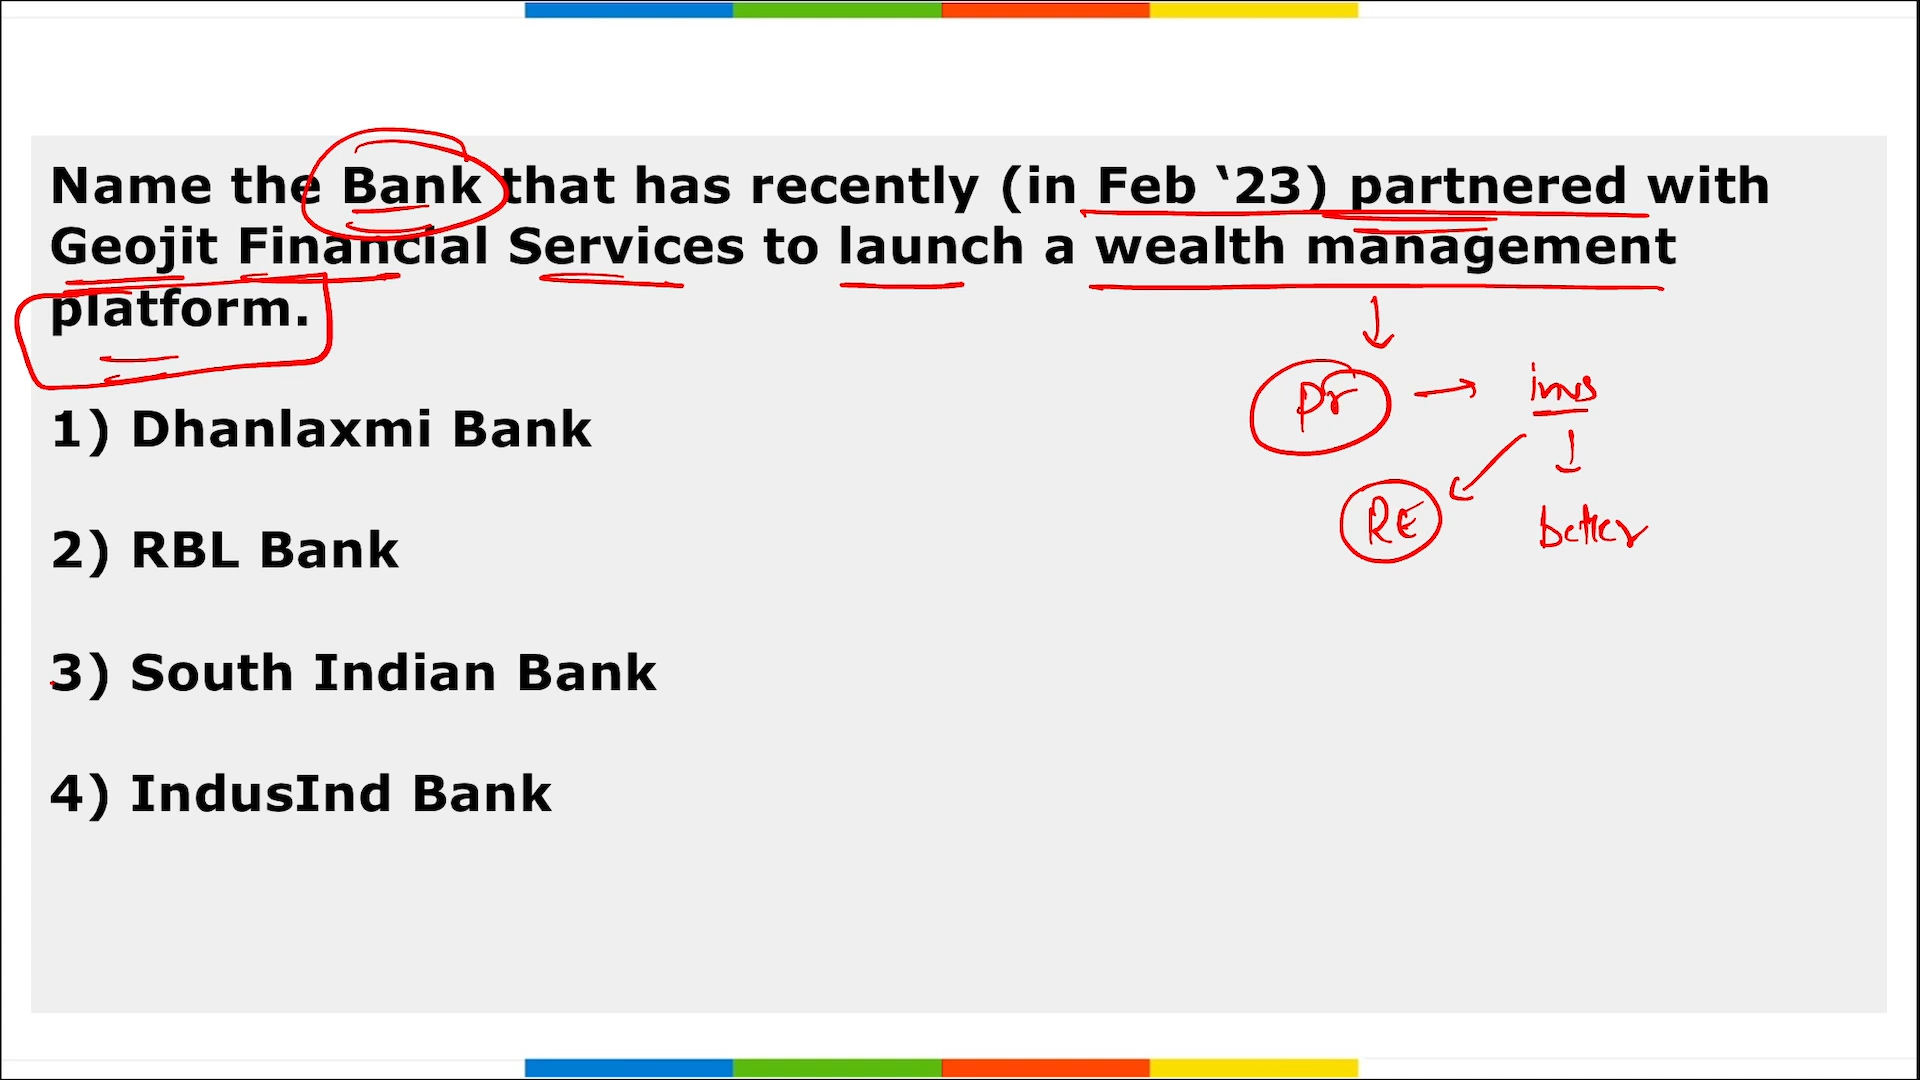 Name the Bank that has recently (in Feb ‘23) partnered with
Geojit Financial Services to launch a wealth management
platform.
Pr
invs
RE
better
1) Dhanlaxmi Bank
2) RBL Bank
3) South Indian Bank
4) IndusInd Bank